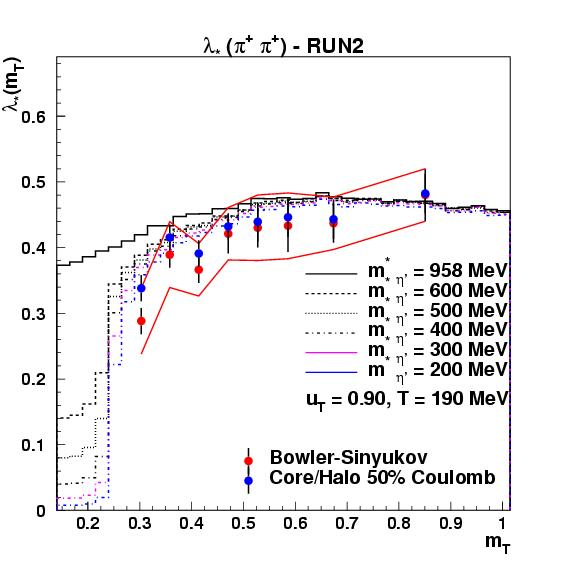 λ* (π+ π+) - RUN2
λ*(mT)
0.6
0.5
0.4
0.3
0.2
0.1
0
m*η' = 958 MeV
m*η' = 600 MeV
m*η' = 500 MeV
m*η' = 400 MeV
m*η' = 300 MeV
m*η' = 200 MeV
uT = 0.90, T = 190 MeV
Bowler-Sinyukov
Core/Halo 50% Coulomb
0.2 0.3 0.4 0.5 0.6 0.7 0.8 0.9 1
mT